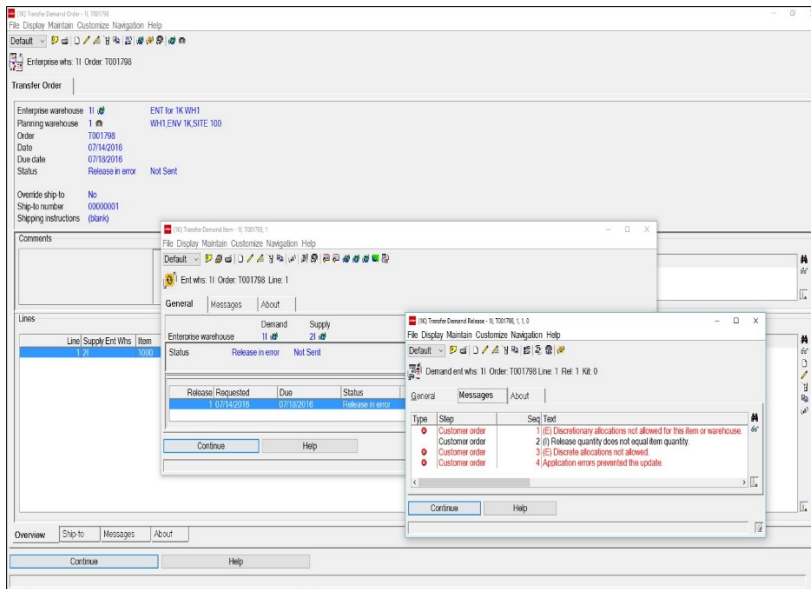 (1K) Transfer Demand Order - 1I, T001798
File Display Maintain Customize Navigation Help
Default
Enterprise whs: 1I Order: T001798
Transfer Order
Enterprise warehouse 1I ENT for 1K WH1
Planning warehouse 1 WH1,ENV 1K,SITE 100
Order T001798
Date 07/14/2016
Due date 07/18/2016
Status Release in error Not Sent
Override ship-to No
Ship-to number 00000001
Shipping instructions (blank)
Comments
Lines
Line Supply Ent Whs Item
1 2I 1000
Overview Ship-to Messages About
Continue Help
(1K) Transfer Demand Item - 1I, T001798, 1
File Display Maintain Customize Navigation Help
Default
Ent whs: 1I Order: T001798 Line: 1
General Messages About
Demand Supply
Enterprise warehouse 1I 2I
Status Release in error Not Sent
Release Requested Due Status
1 07/14/2016 07/18/2016 Release in error
Continue Help
(1K) Transfer Demand Release - 1I, T001798, 1, 1, 0
File Display Maintain Customize Navigation Help
Default
Demand ent whs: 1I Order: T001798 Line: 1 Rel: 1 Kit: 0
General Messages About
Type Step Seq Text
Customer order 1 (E) Discretionary allocations not allowed for this item or warehouse.
Customer order 2 (I) Release quantity does not equal item quantity.
Customer order 3 (E) Discrete allocations not allowed.
Customer order 4 Application errors prevented the update.
Continue Help